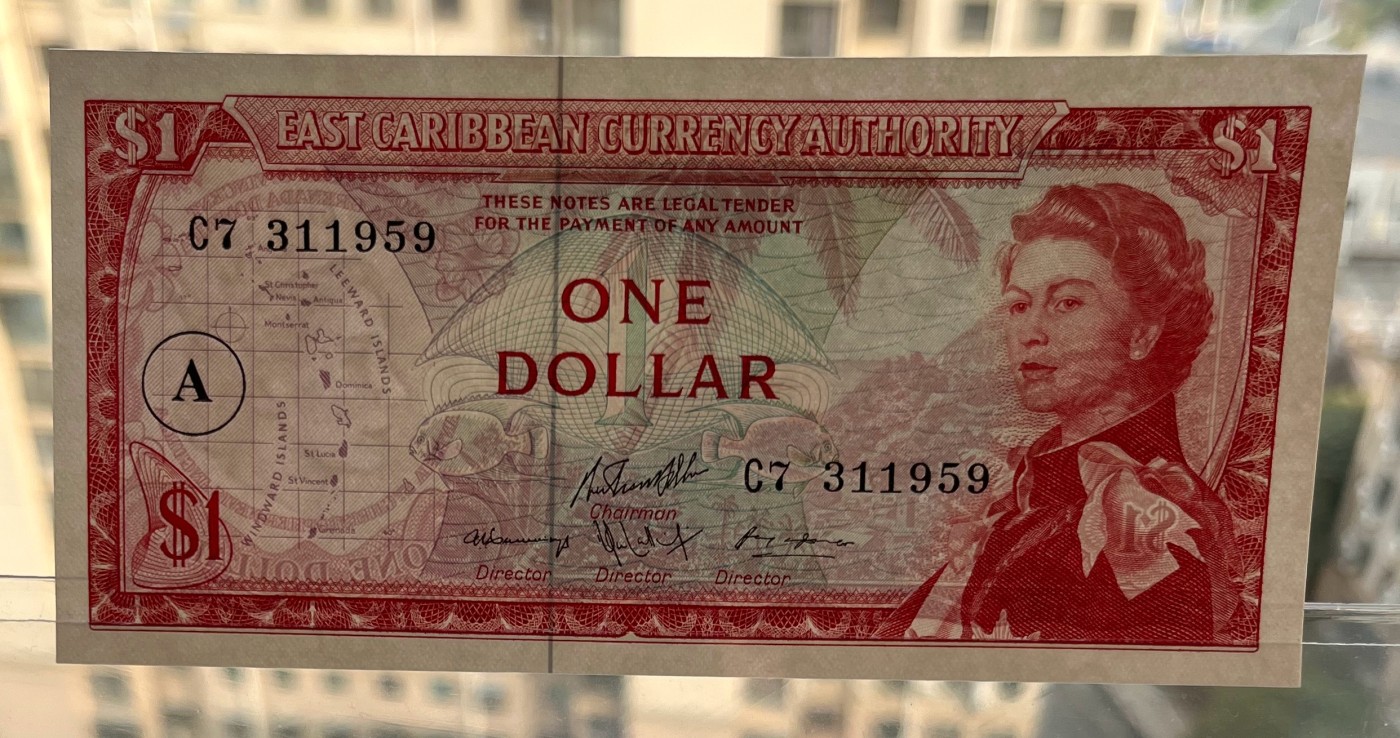 $1
EAST CARIBBEAN CURRENCY AUTHORITY
$1
THESE NOTES ARE LEGAL TENDER
FOR THE PAYMENT OF ANY AMOUNT
C7 311959
ONE
DOLLAR
LEEWARD ISLANDS
St Christopher
Nevis
Antigua
Montserrat
A
Dominica
WINDWARD ISLANDS
St Lucia
St Vincent
Grenada
$1
C7 311959
Chairman
Director
Director
Director